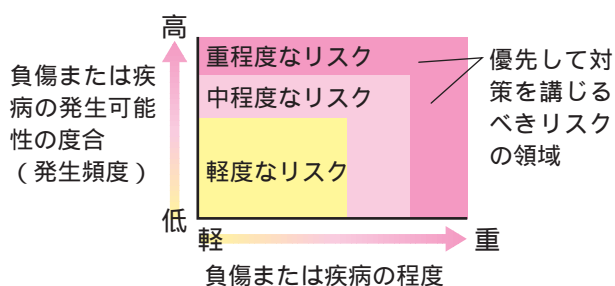 高
負傷または疾
病の発生可能
性の度合
(発生頻度)
低
重程度なリスク
中程度なリスク
軽度なリスク
優先して対
策を講じる
べきリスク
の領域
軽
重
負傷または疾病の程度